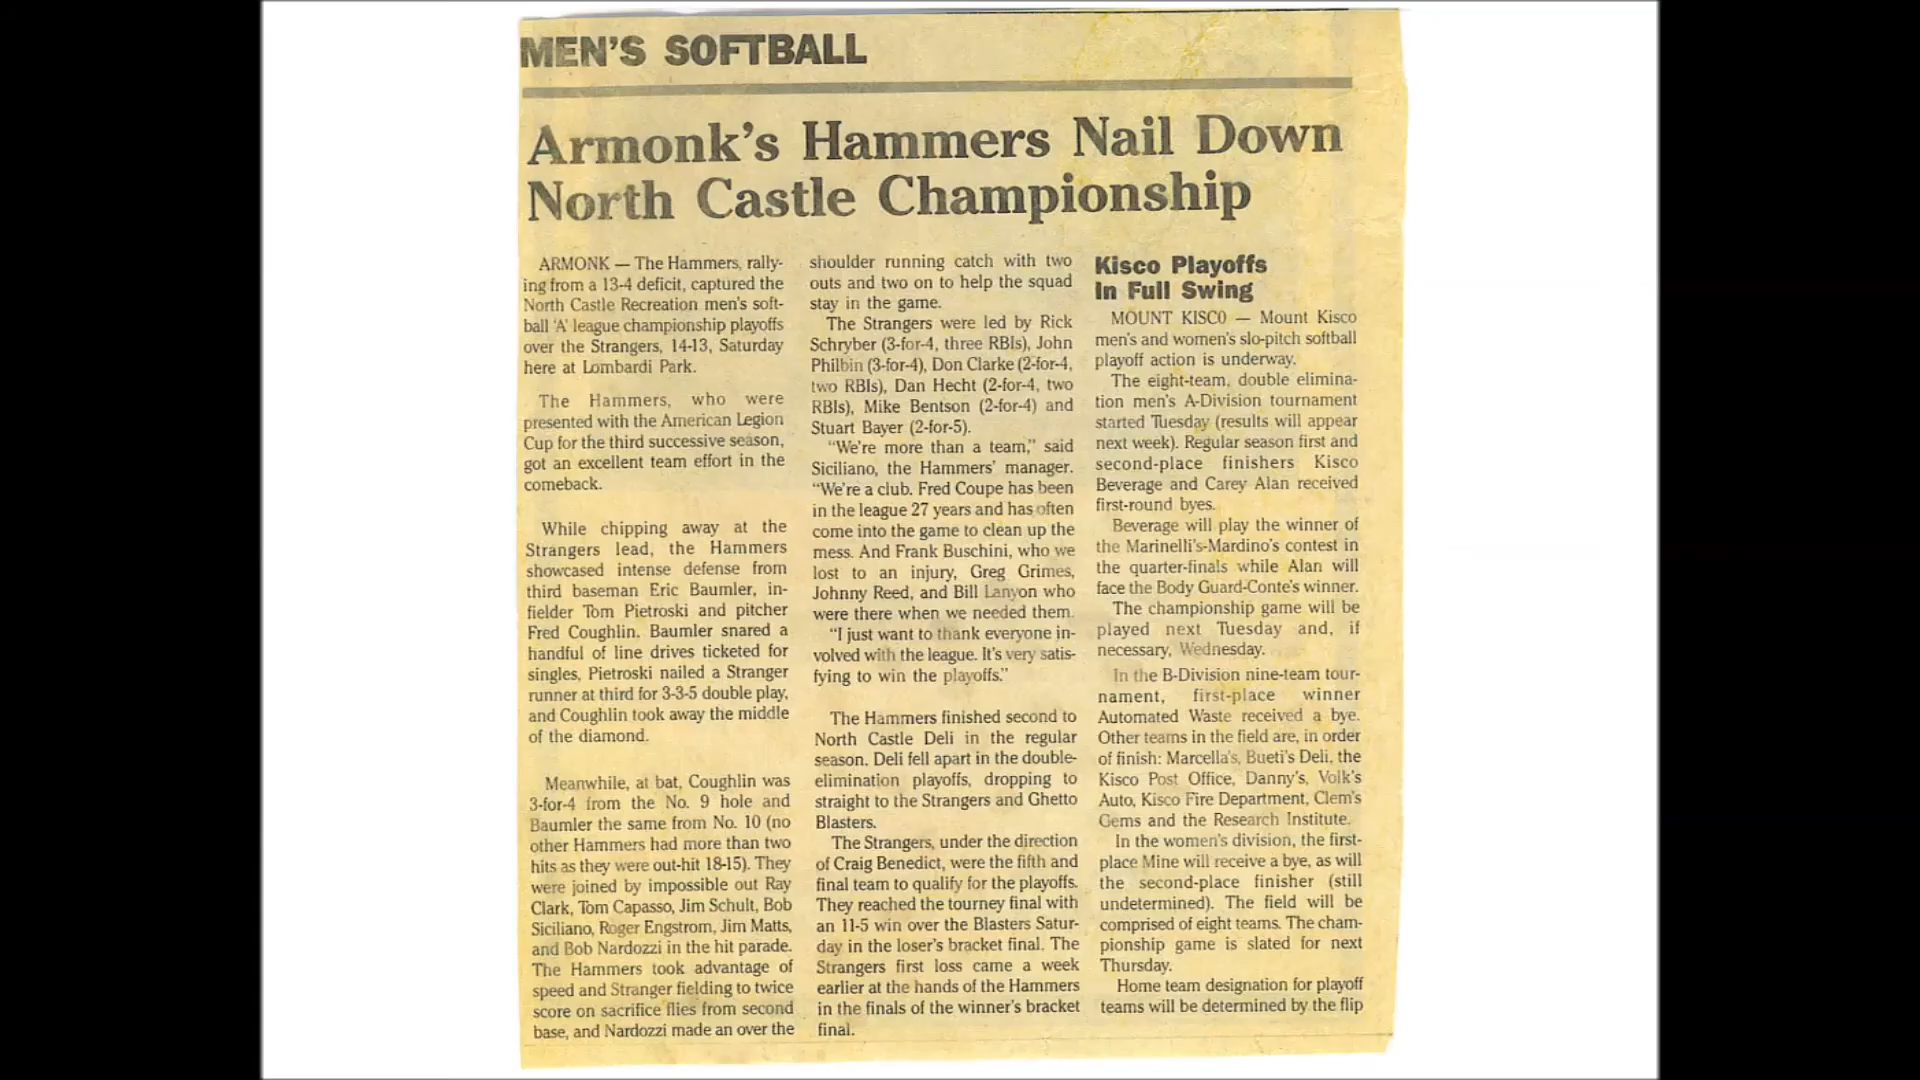 MEN'S SOFTBALL
Armonk's Hammers Nail Down
North Castle Championship
ARMONK — The Hammers, rally-
ing from a 13-4 deficit, captured the
North Castle Recreation men's soft-
ball 'A' league championship playoffs
over the Strangers, 14-13, Saturday
here at Lombardi Park.
The Hammers, who were
presented with the American Legion
Cup for the third successive season,
got an excellent team effort in the
comeback.
While chipping away at the
Strangers lead, the Hammers
showcased intense defense from
third baseman Eric Baumler, in-
fielder Tom Pietroski and pitcher
Fred Coughlin. Baumler snared a
handful of line drives ticketed for
singles, Pietroski nailed a Stranger
runner at third for 3-3-5 double play,
and Coughlin took away the middle
of the diamond.
Meanwhile, at bat, Coughlin was
3-for-4 from the No. 9 hole and
Baumler the same from No. 10 (no
other Hammers had more than two
hits as they were out-hit 18-15). They
were joined by impossible out Ray
Clark, Tom Capasso, Jim Schult, Bob
Siciliano, Roger Engstrom, Jim Matts,
and Bob Nardozzi in the hit parade.
The Hammers took advantage of
speed and Stranger fielding to twice
score on sacrifice flies from second
base, and Nardozzi made an over the
shoulder running catch with two
outs and two on to help the squad
stay in the game.
The Strangers were led by Rick
Schryber (3-for-4, three RBIs), John
Philbin (3-for-4), Don Clarke (2-for-4,
two RBIs), Dan Hecht (2-for-4, two
RBIs), Mike Bentson (2-for-4) and
Stuart Bayer (2-for-5).
"We're more than a team," said
Siciliano, the Hammers' manager.
"We're a club. Fred Coupe has been
in the league 27 years and has often
come into the game to clean up the
mess. And Frank Buschini, who we
lost to an injury, Greg Grimes,
Johnny Reed, and Bill Lanyon who
were there when we needed them.
"I just want to thank everyone in-
volved with the league. It's very satis-
fying to win the playoffs."
The Hammers finished second to
North Castle Deli in the regular
season. Deli fell apart in the double-
elimination playoffs, dropping to
straight to the Strangers and Ghetto
Blasters.
The Strangers, under the direction
of Craig Benedict, were the fifth and
final team to qualify for the playoffs.
They reached the tourney final with
an 11-5 win over the Blasters Satur-
day in the loser's bracket final. The
Strangers first loss came a week
earlier at the hands of the Hammers
in the finals of the winner's bracket
final.
Kisco Playoffs
In Full Swing
MOUNT KISCO — Mount Kisco
men's and women's slo-pitch softball
playoff action is underway.
The eight-team, double elimina-
tion men's A-Division tournament
started Tuesday (results will appear
next week). Regular season first and
second-place finishers Kisco
Beverage and Carey Alan received
first-round byes.
Beverage will play the winner of
the Marinelli's-Mardino's contest in
the quarter-finals while Alan will
face the Body Guard-Conte's winner.
The championship game will be
played next Tuesday and, if
necessary, Wednesday.
In the B-Division nine-team tour-
nament, first-place winner
Automated Waste received a bye.
Other teams in the field are, in order
of finish: Marcella's, Bueti's Deli, the
Kisco Post Office, Danny's, Volk's
Auto, Kisco Fire Department, Clem's
Gems and the Research Institute.
In the women's division, the first-
place Mine will receive a bye, as will
the second-place finisher (still
undetermined). The field will be
comprised of eight teams. The cham-
pionship game is slated for next
Thursday.
Home team designation for playoff
teams will be determined by the flip